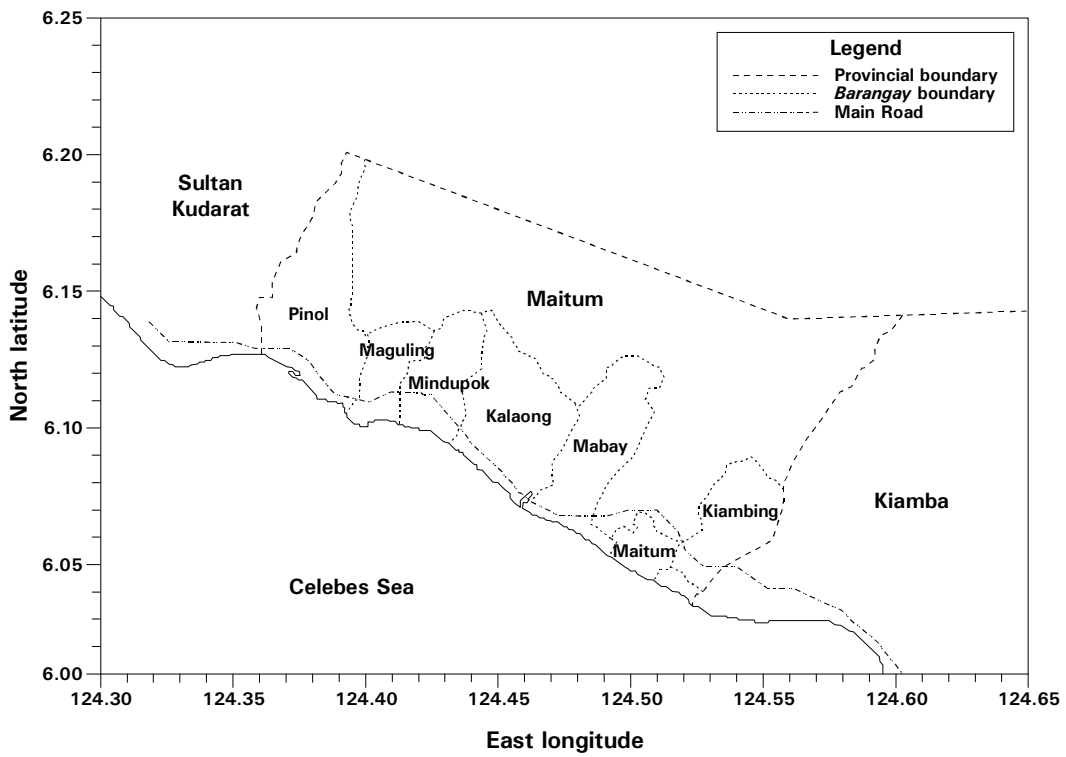 6.25
6.20
6.15
6.10
6.05
6.00
North latitude
124.30
124.35
124.40
124.45
124.50
124.55
124.60
124.65
East longitude
Legend
Provincial boundary
Barangay boundary
Main Road
Sultan
Kudarat
Maitum
Pinol
Maguling
Mindupok
Kalaong
Mabay
Kiambing
Kiamba
Maitum
Celebes Sea